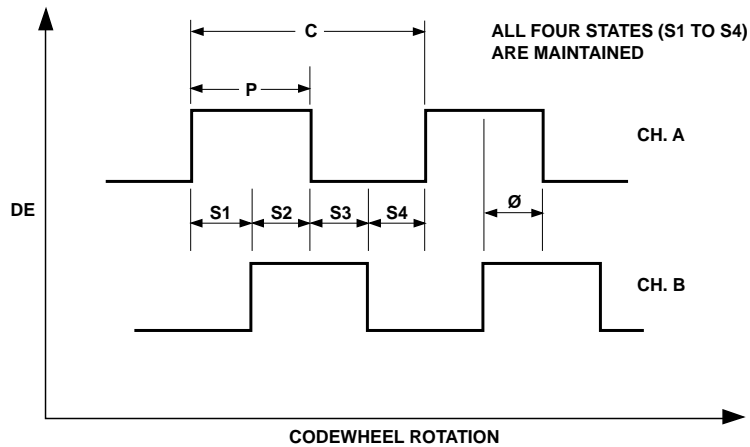 C
ALL FOUR STATES (S1 TO S4)
ARE MAINTAINED
P
CH. A
DE
S1 S2 S3 S4
Ø
CH. B
CODEWHEEL ROTATION